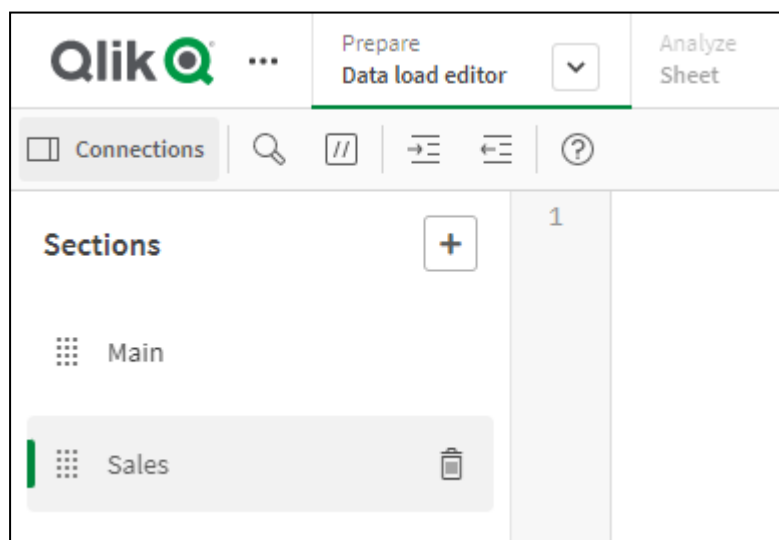 Qlik
Prepare
Data load editor
Analyze
Sheet
Connections
//
?
Sections
+
1
Main
Sales